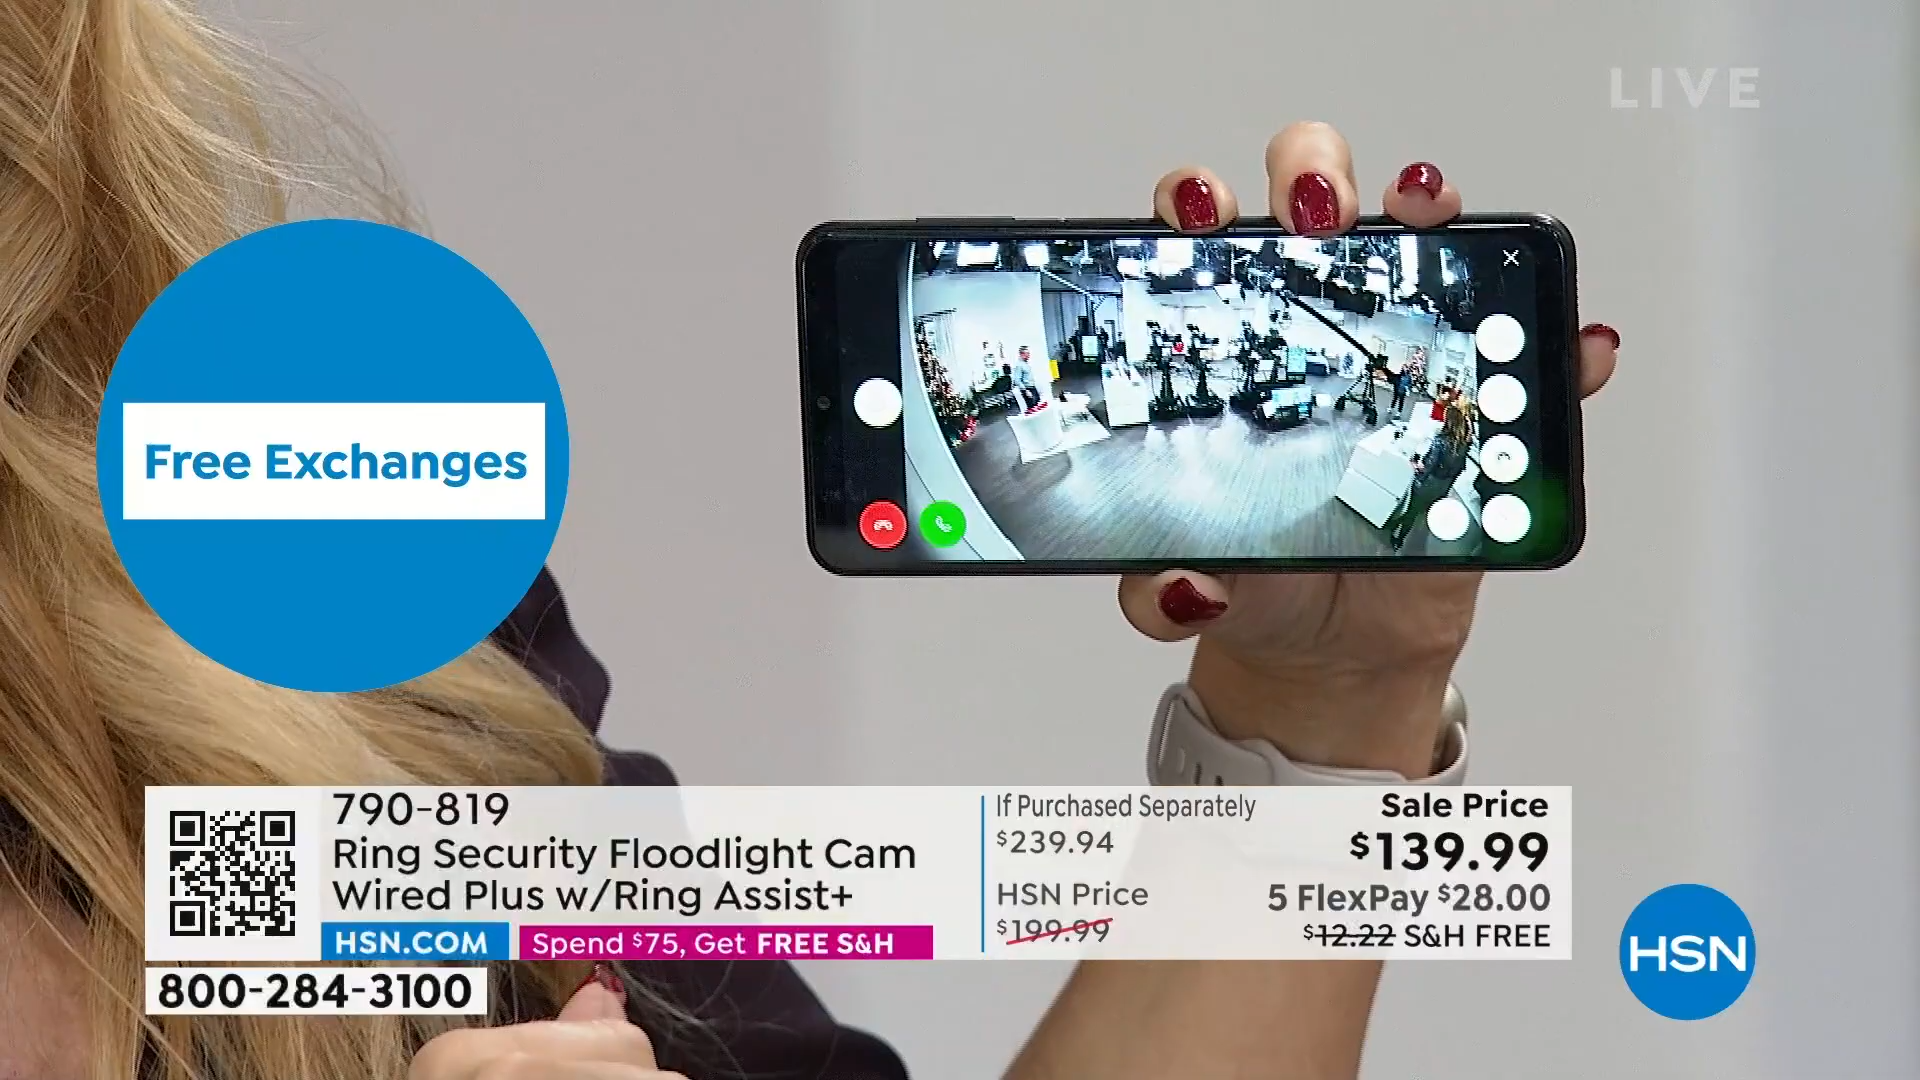 LIVE
Free Exchanges
790-819
Ring Security Floodlight Cam
Wired Plus w/Ring Assist+
HSN.COM
Spend $75, Get FREE S&H
800-284-3100
If Purchased Separately
$239.94
HSN Price
$199.99
Sale Price
$139.99
5 FlexPay $28.00
$12.22 S&H FREE
HSN